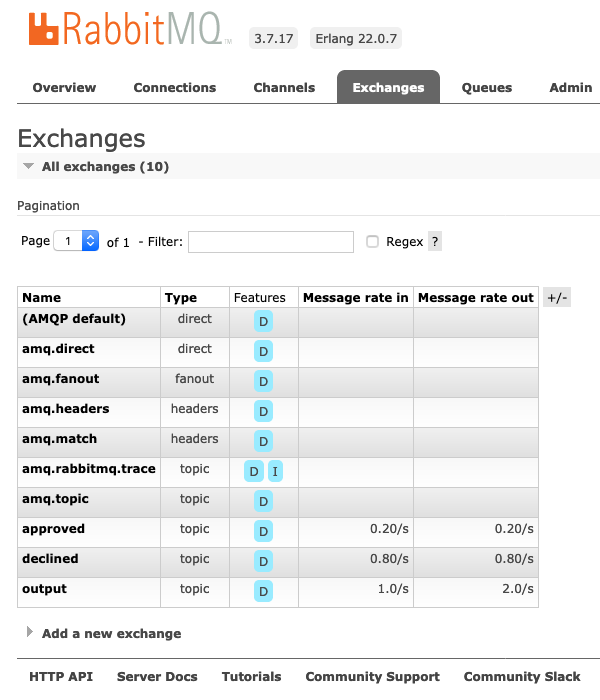 RabbitMQ TM 3.7.17 Erlang 22.0.7
Overview Connections Channels Exchanges Queues Admin
Exchanges
All exchanges (10)
Pagination
Page 1 of 1 - Filter: Regex ?
Name Type Features Message rate in Message rate out +/-
(AMQP default) direct D
amq.direct direct D
amq.fanout fanout D
amq.headers headers D
amq.match headers D
amq.rabbitmq.trace topic D I
amq.topic topic D
approved topic D 0.20/s 0.20/s
declined topic D 0.80/s 0.80/s
output topic D 1.0/s 2.0/s
Add a new exchange
HTTP API Server Docs Tutorials Community Support Community Slack